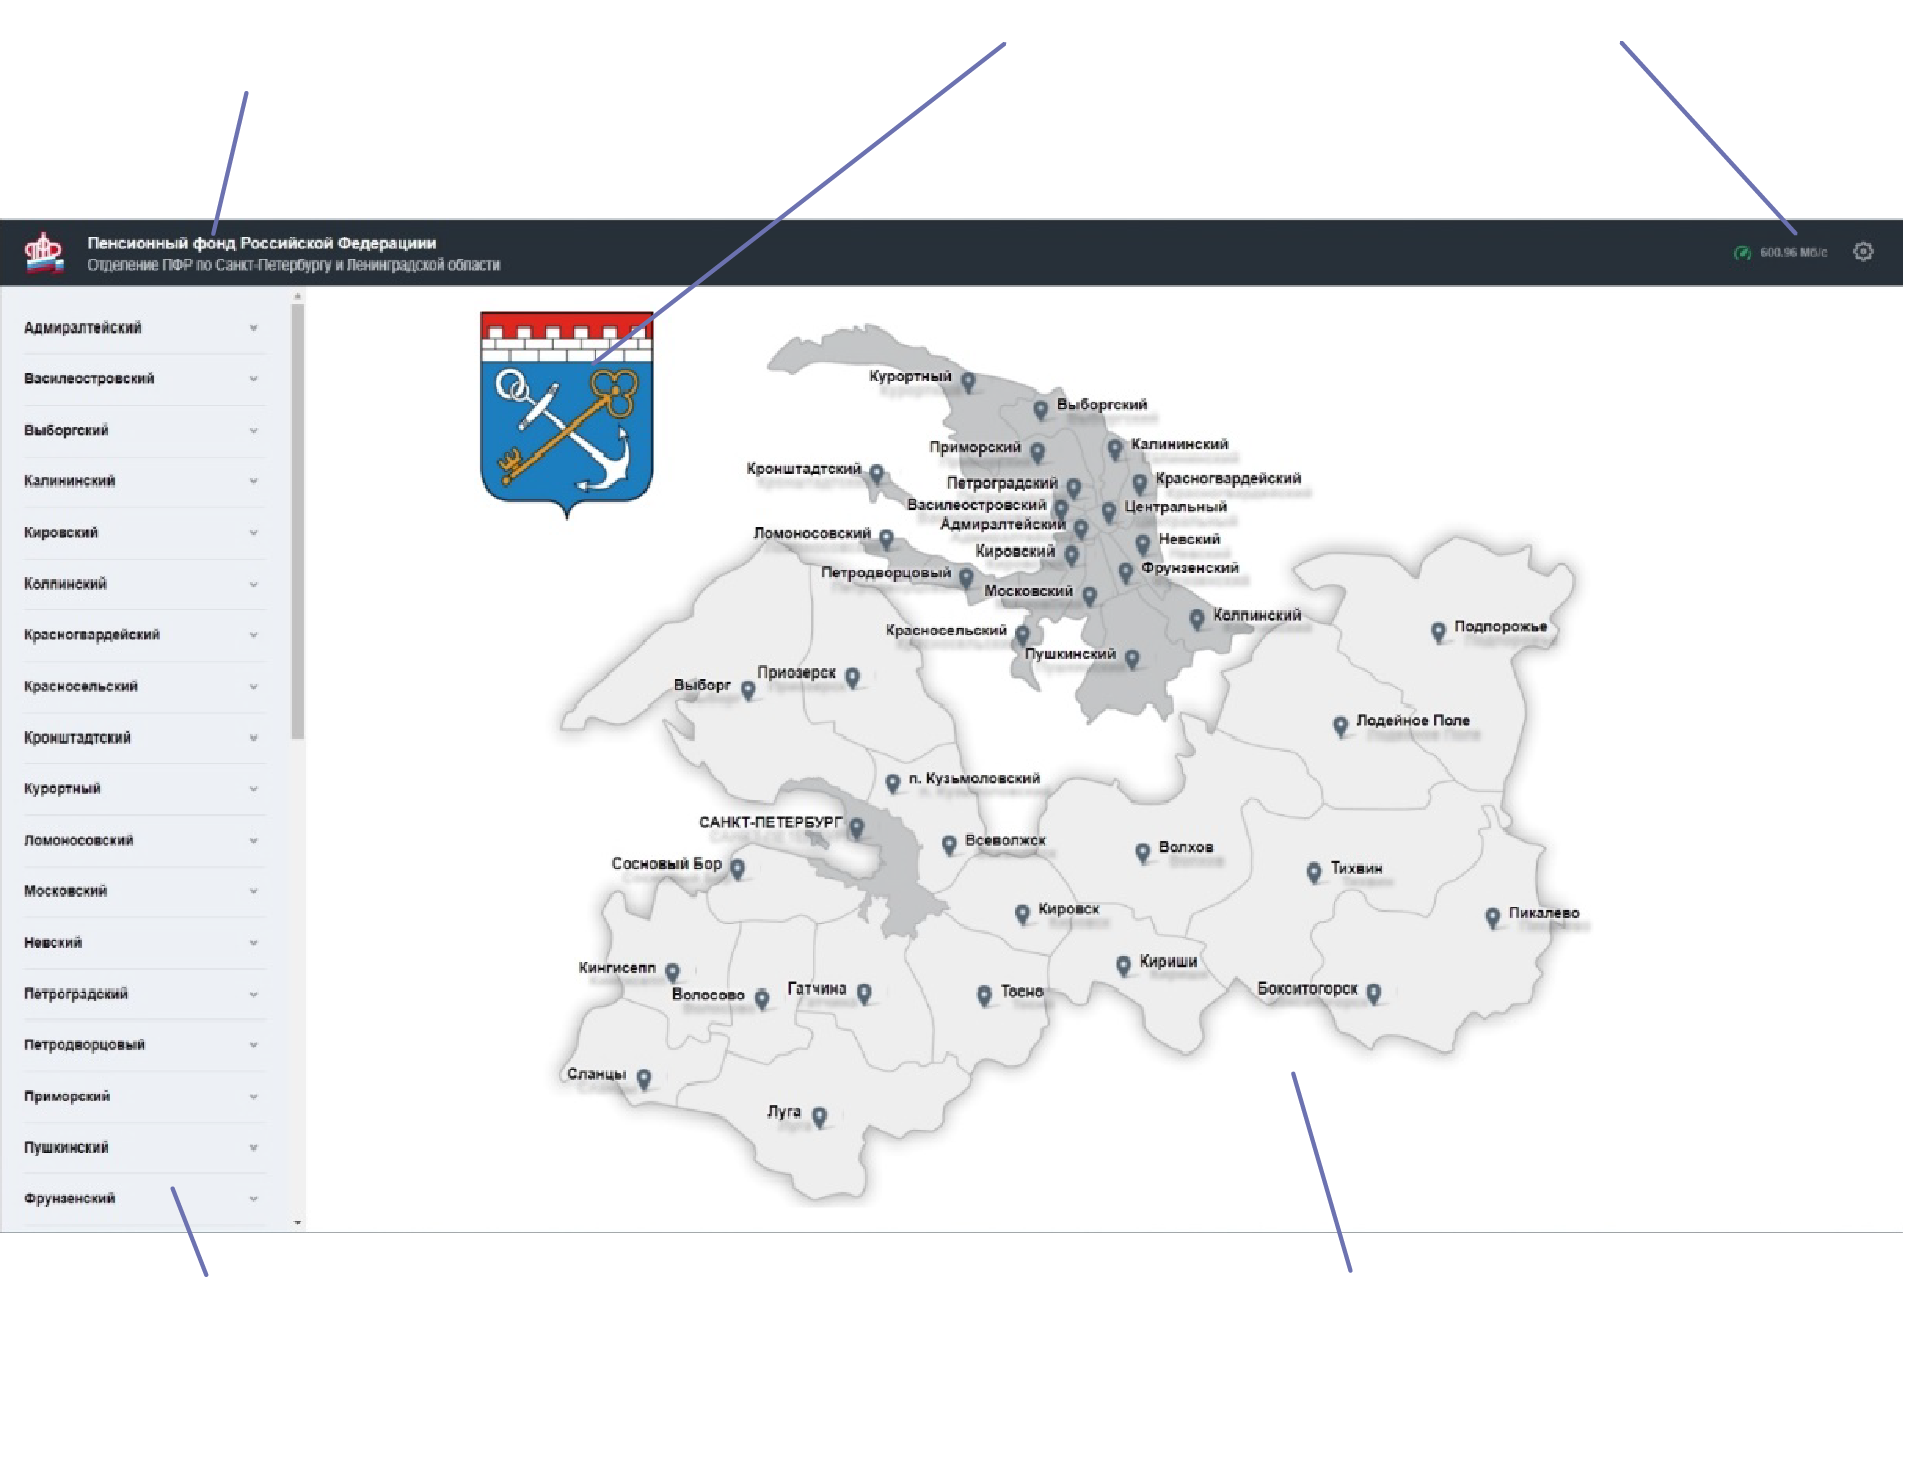 Пенсионный фонд Российской Федерациии
Отделение ПФР по Санкт-Петербургу и Ленинградской области
600.96 Мб/с
Адмиралтейский
Василеостровский
Выборгский
Калининский
Кировский
Колпинский
Красногвардейский
Красносельский
Кронштадтский
Курортный
Ломоносовский
Московский
Невский
Петроградский
Петродворцовый
Приморский
Пушкинский
Фрунзенский
Курортный
Выборгский
Приморский
Калининский
Кронштадтский
Петроградский
Красногвардейский
Василеостровский
Центральный
Адмиралтейский
Ломоносовский
Невский
Кировский
Фрунзенский
Петродворцовый
Московский
Колпинский
Красносельский
Подпорожье
Пушкинский
Приозерск
Выборг
Лодейное Поле
п. Кузьмоловский
САНКТ-ПЕТЕРБУРГ
Всеволжск
Волхов
Сосновый Бор
Тихвин
Кировск
Пикалево
Кингисепп
Кириши
Волосово
Гатчина
Тосно
Бокситогорск
Сланцы
Луга